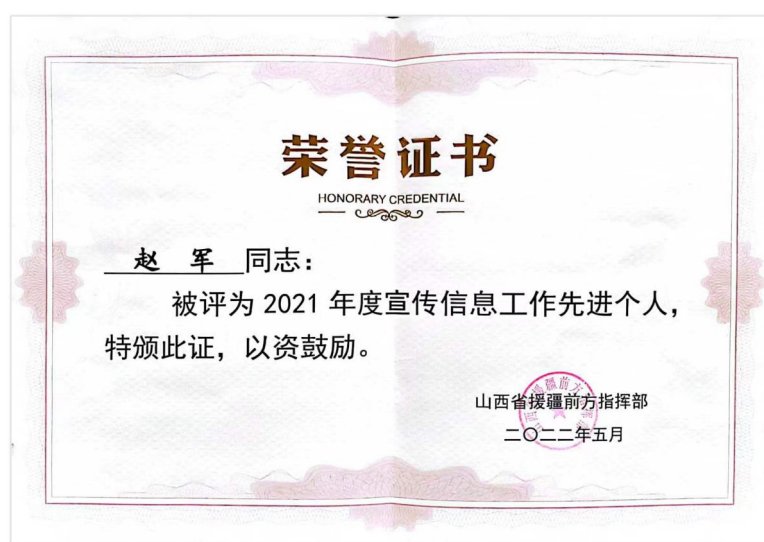 荣誉证书
HONORARY CREDENTIAL
赵 军 同志：
被评为 2021 年度宣传信息工作先进个人，
特颁此证，以资鼓励。
山西省援疆前方指挥部
二〇二二年五月